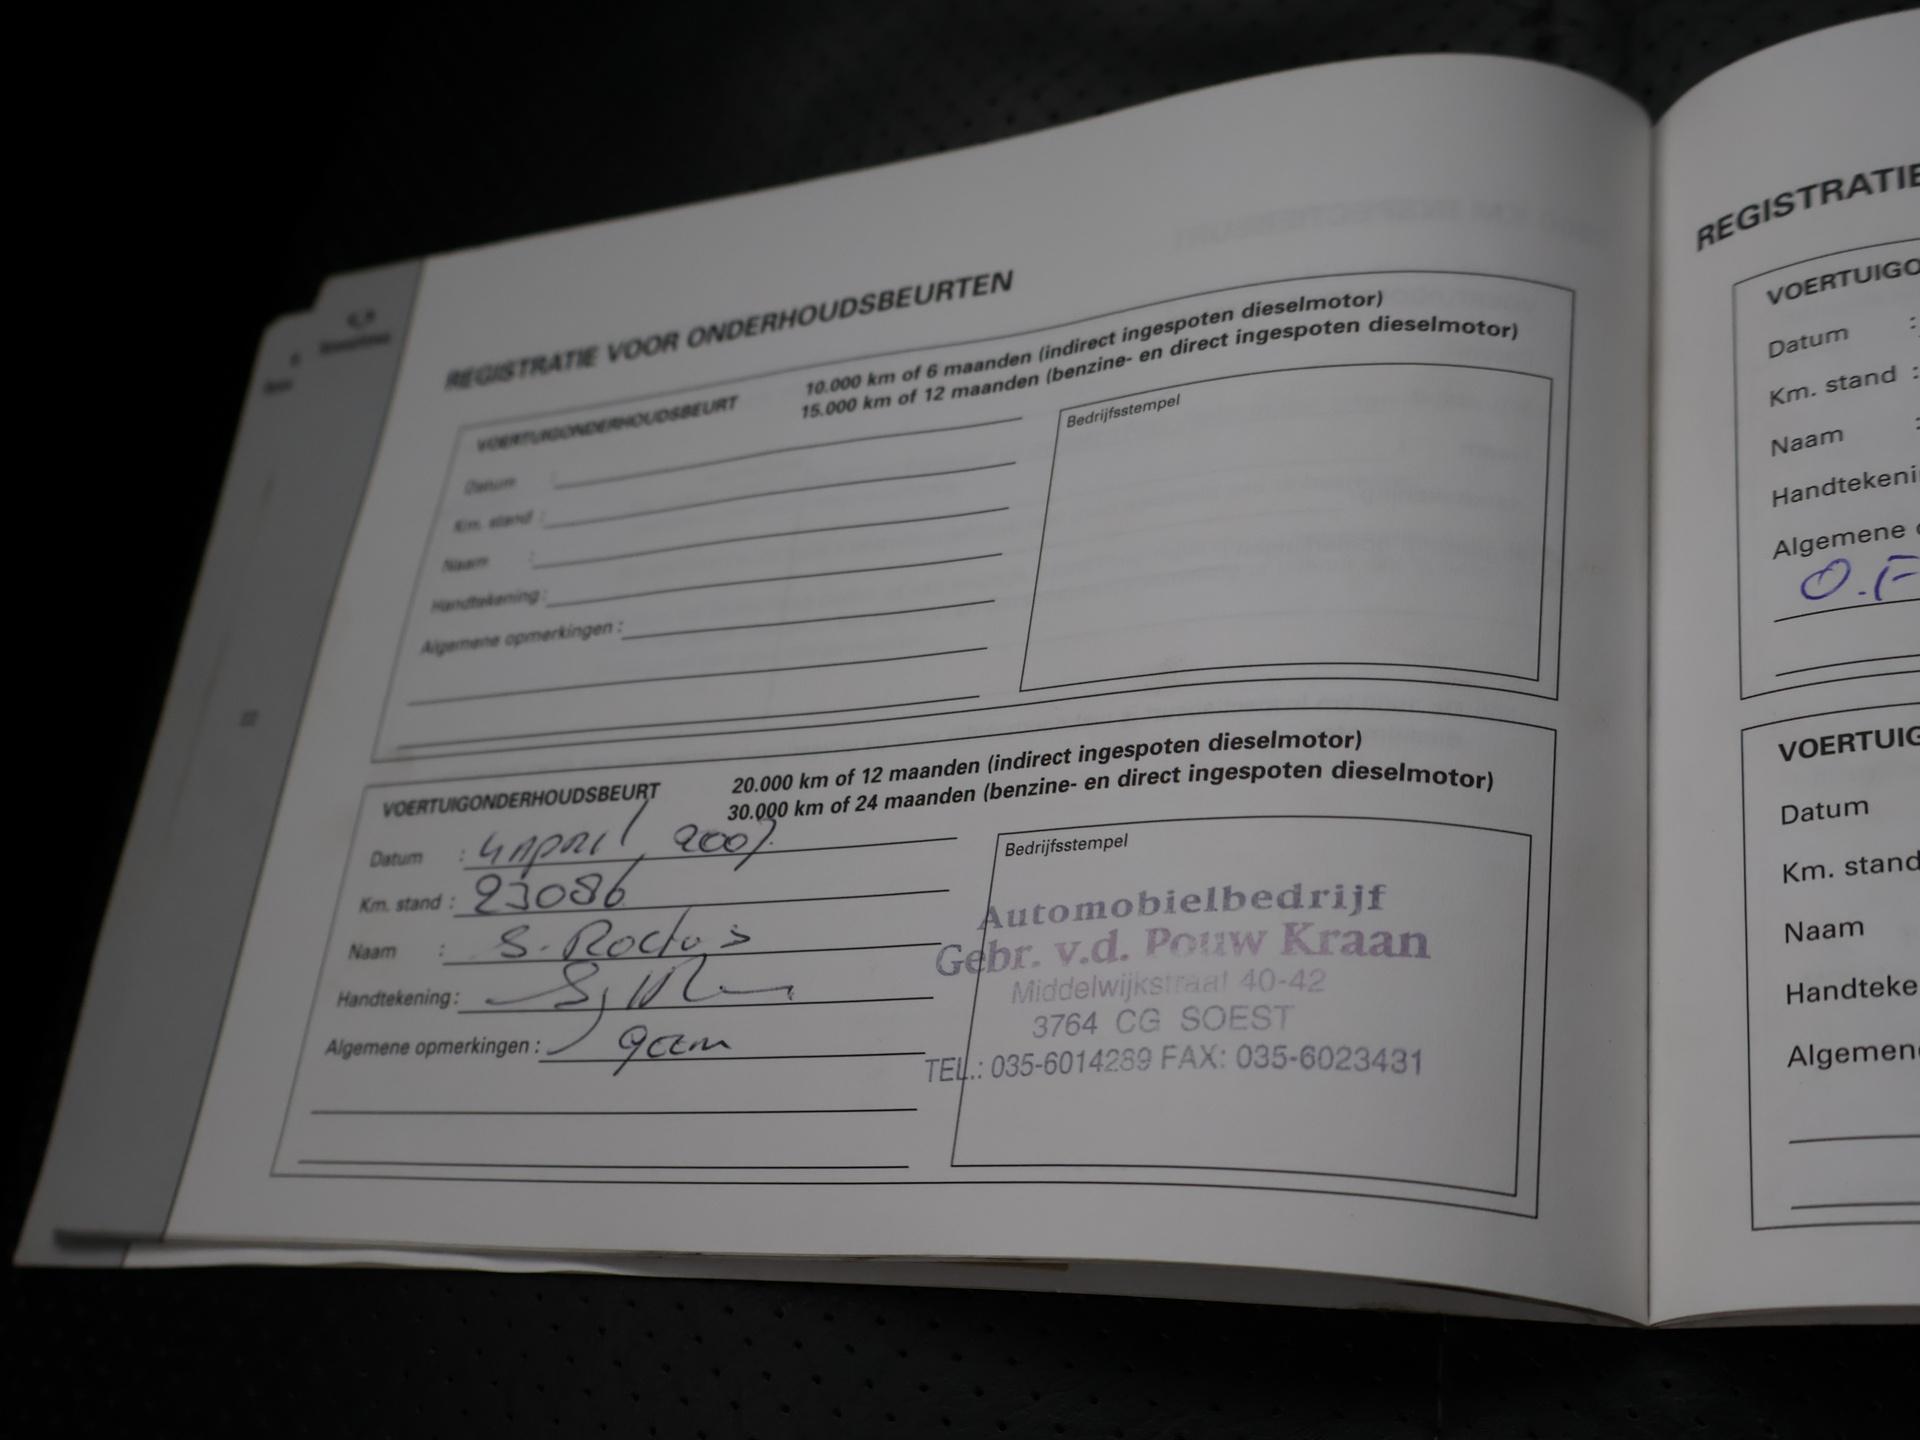 REGISTRATIE VOOR ONDERHOUDSBEURTEN
VOERTUIGONDERHOUDSBEURT
10.000 km of 6 maanden (indirect ingespoten dieselmotor)
15.000 km of 12 maanden (benzine- en direct ingespoten dieselmotor)
Datum :
Km. stand :
Naam :
Handtekening :
Algemene opmerkingen :
Bedrijfsstempel
VOERTUIGONDERHOUDSBEURT
20.000 km of 12 maanden (indirect ingespoten dieselmotor)
30.000 km of 24 maanden (benzine- en direct ingespoten dieselmotor)
Datum : 4 April 2007
Km. stand : 23086
Naam : S.
Handtekening :
Algemene opmerkingen : geen
Bedrijfsstempel
Automobielbedrijf
Gebr. v.d. Pouw Kraan
Middelwijkstraat 40-42
3764 CG SOEST
TEL.: 035-6014289 FAX: 035-6023431
REGISTRATIE
VOERTUIGO
Datum :
Km. stand :
Naam :
Handtekeni
Algemene o
O.F
VOERTUIG
Datum
Km. stand
Naam
Handteke
Algemen